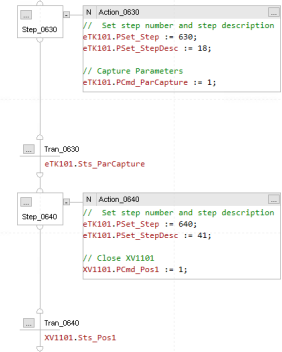 ...
N Action_0630 ...
Step_0630
// Set step number and step description
eTK101.PSet_Step := 630;
eTK101.PSet_StepDesc := 18;
// Capture Parameters
eTK101.PCmd_ParCapture := 1;
... Tran_0630
eTK101.Sts_ParCapture
...
N Action_0640 ...
Step_0640
// Set step number and step description
eTK101.PSet_Step := 640;
eTK101.PSet_StepDesc := 41;
// Close XV1101
XV1101.PCmd_Pos1 := 1;
... Tran_0640
XV1101.Sts_Pos1